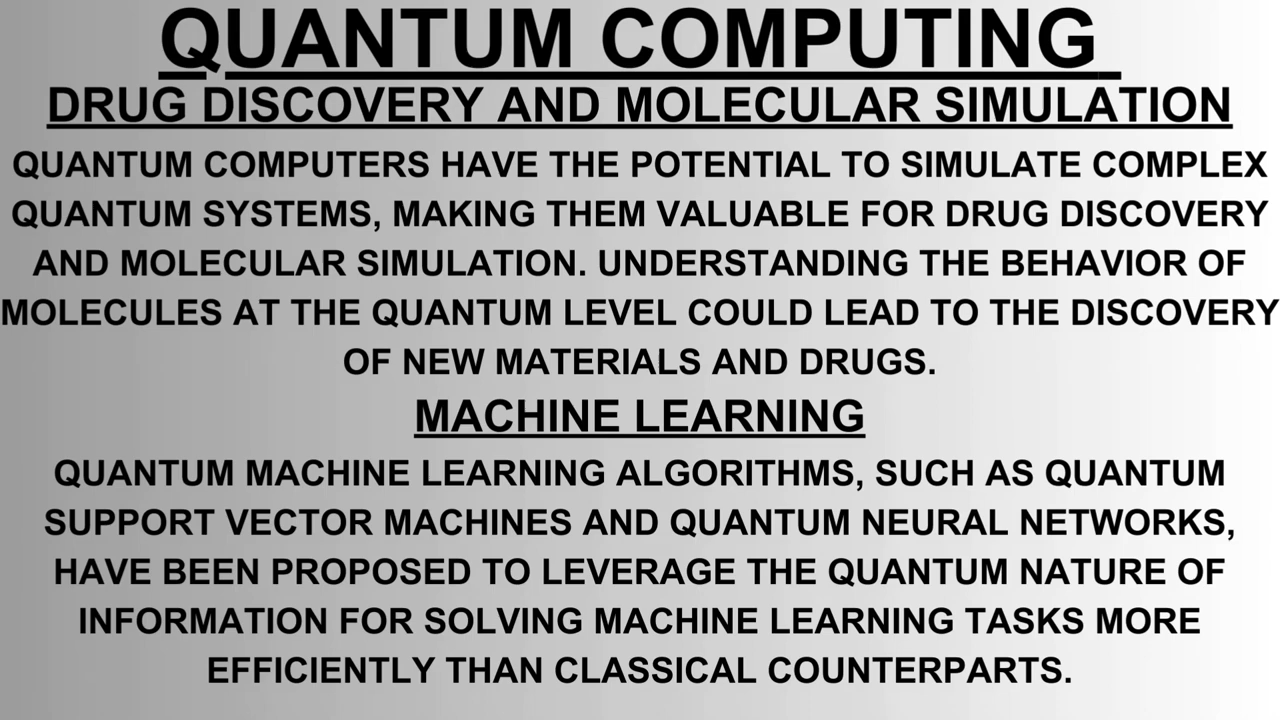 QUANTUM COMPUTING
DRUG DISCOVERY AND MOLECULAR SIMULATION
QUANTUM COMPUTERS HAVE THE POTENTIAL TO SIMULATE COMPLEX
QUANTUM SYSTEMS, MAKING THEM VALUABLE FOR DRUG DISCOVERY
AND MOLECULAR SIMULATION. UNDERSTANDING THE BEHAVIOR OF
MOLECULES AT THE QUANTUM LEVEL COULD LEAD TO THE DISCOVERY
OF NEW MATERIALS AND DRUGS.
MACHINE LEARNING
QUANTUM MACHINE LEARNING ALGORITHMS, SUCH AS QUANTUM
SUPPORT VECTOR MACHINES AND QUANTUM NEURAL NETWORKS,
HAVE BEEN PROPOSED TO LEVERAGE THE QUANTUM NATURE OF
INFORMATION FOR SOLVING MACHINE LEARNING TASKS MORE
EFFICIENTLY THAN CLASSICAL COUNTERPARTS.